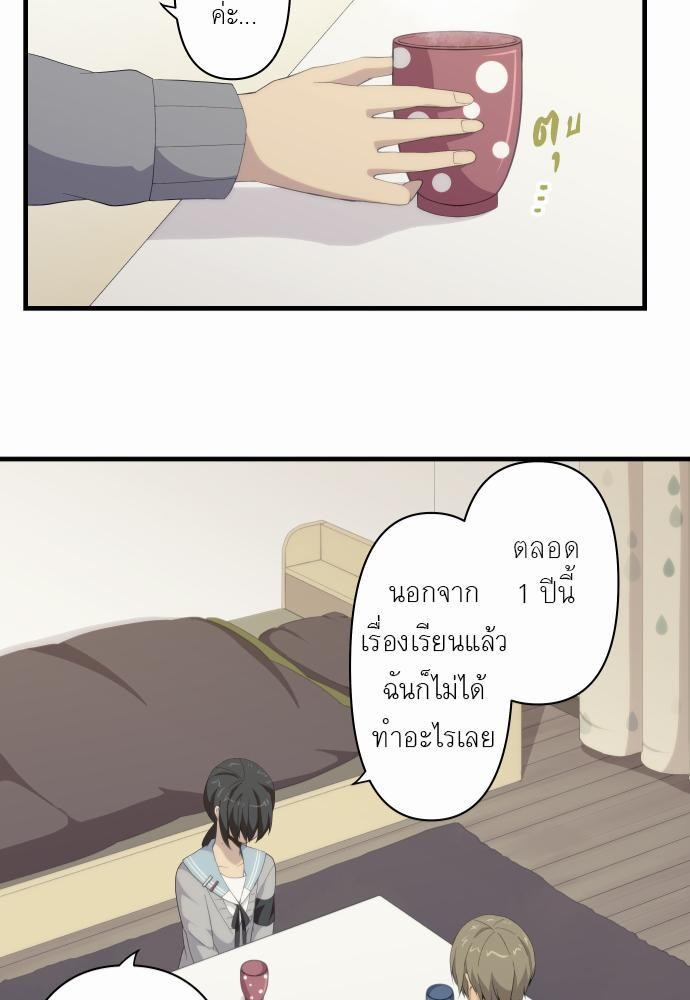 ค่ะ...
ตุบ
ตลอด
1 ปีนี้
นอกจาก
เรื่องเรียนแล้ว
ฉันก็ไม่ได้
ทำอะไรเลย